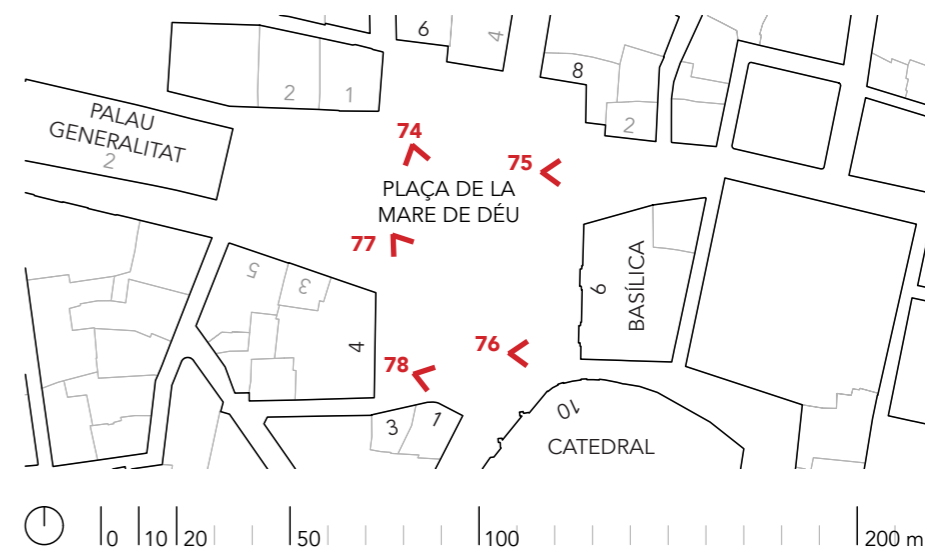 6
4
8
2
1
2
PALAU
GENERALITAT
2
74
75
PLAÇA DE LA
MARE DE DÉU
77
5
3
4
6
BASÍLICA
76
78
3
1
10
CATEDRAL
0 10 20 50 100 200 m